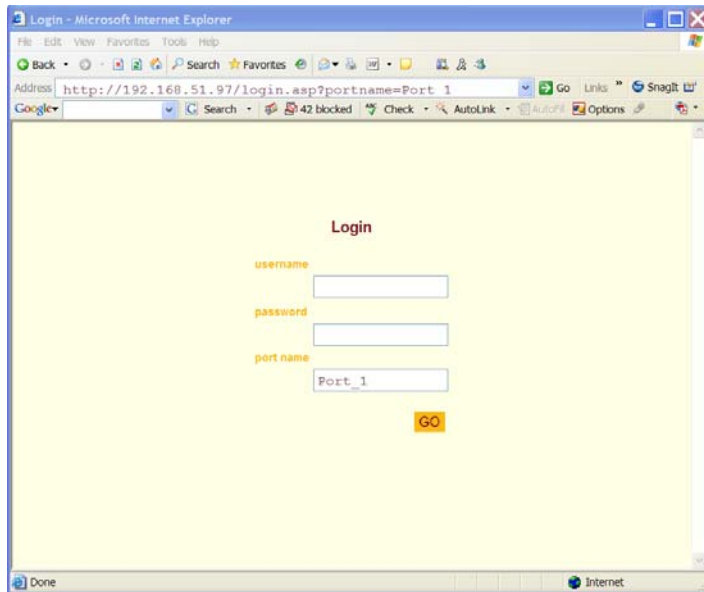 Login - Microsoft Internet Explorer
File Edit View Favorites Tools Help
Back Search Favorites
Address http://192.168.51.97/login.asp?portname=Port_1 Go Links » SnagIt
Google Search 42 blocked Check AutoLink AutoFill Options
Login
username
password
port name
Port_1
GO
Done Internet